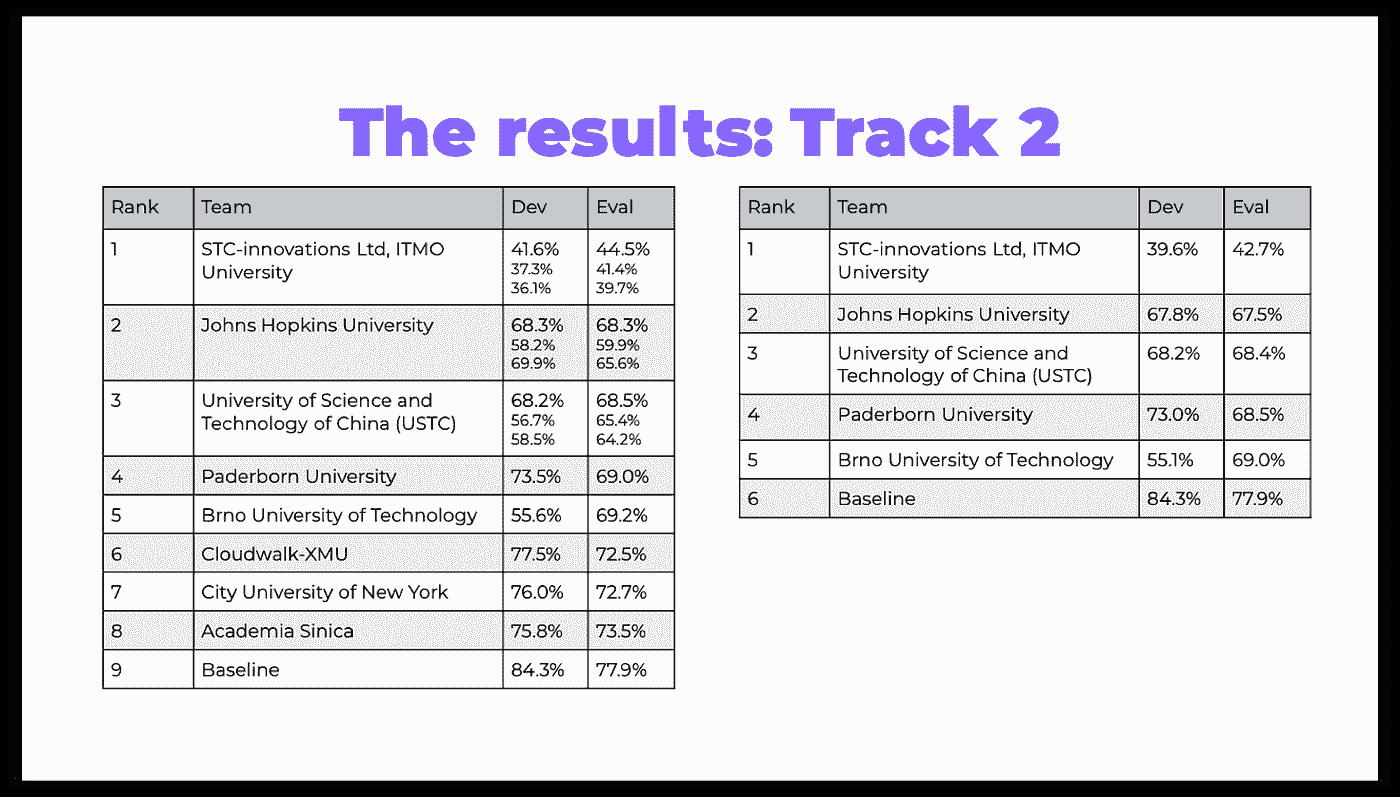 The results: Track 2
Rank Team Dev Eval
1 STC-innovations Ltd, ITMO 41.6% 44.5%
University 37.3% 41.4%
36.1% 39.7%
2 Johns Hopkins University 68.3% 68.3%
58.2% 59.9%
69.9% 65.6%
3 University of Science and 68.2% 68.5%
Technology of China (USTC) 56.7% 65.4%
58.5% 64.2%
4 Paderborn University 73.5% 69.0%
5 Brno University of Technology 55.6% 69.2%
6 Cloudwalk-XMU 77.5% 72.5%
7 City University of New York 76.0% 72.7%
8 Academia Sinica 75.8% 73.5%
9 Baseline 84.3% 77.9%
Rank Team Dev Eval
1 STC-innovations Ltd, ITMO 39.6% 42.7%
University
2 Johns Hopkins University 67.8% 67.5%
3 University of Science and 68.2% 68.4%
Technology of China (USTC)
4 Paderborn University 73.0% 68.5%
5 Brno University of Technology 55.1% 69.0%
6 Baseline 84.3% 77.9%